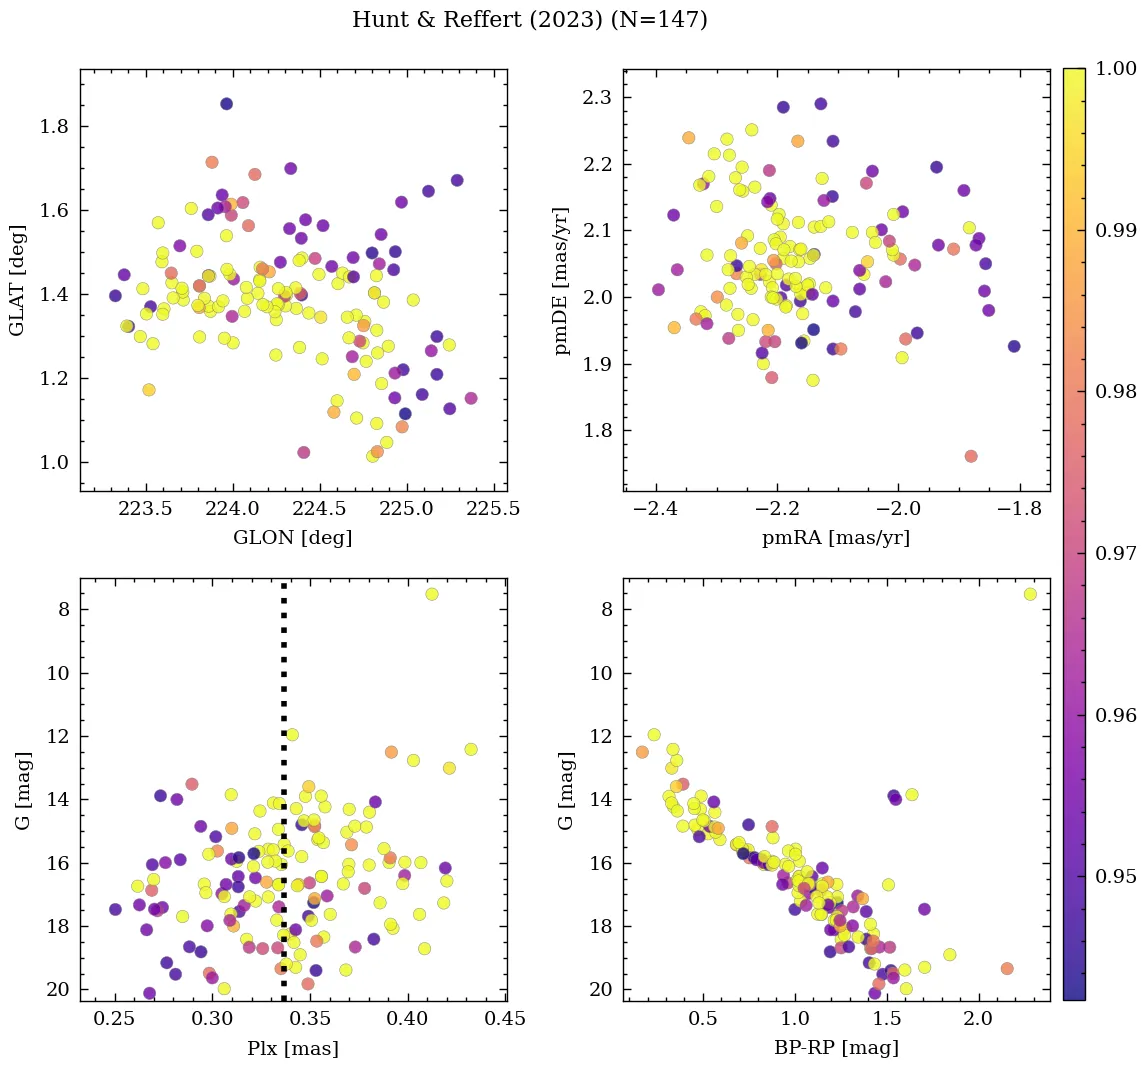 Hunt & Reffert (2023) (N=147)
1.8
1.6
1.4
1.2
1.0
GLAT [deg]
223.5 224.0 224.5 225.0 225.5
GLON [deg]
2.3
2.2
2.1
2.0
1.9
1.8
pmDE [mas/yr]
−2.4 −2.2 −2.0 −1.8
pmRA [mas/yr]
8
10
12
14
16
18
20
G [mag]
0.25 0.30 0.35 0.40 0.45
Plx [mas]
8
10
12
14
16
18
20
G [mag]
0.5 1.0 1.5 2.0
BP-RP [mag]
1.00
0.99
0.98
0.97
0.96
0.95